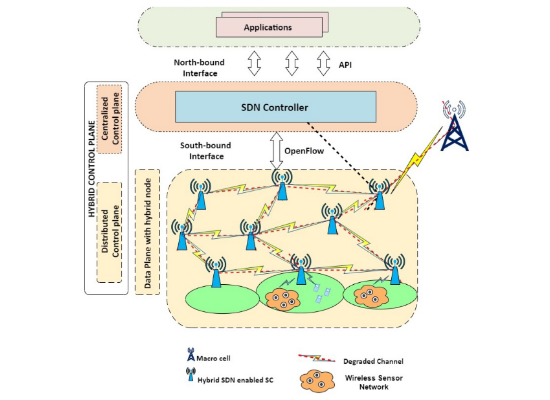 Applications
North-bound
Interface
API
SDN Controller
South-bound
Interface
OpenFlow
HYBRID CONTROL PLANE
Centralized
Control plane
Distributed
Control plane
Data Plane with hybrid node
Macro cell
Degraded Channel
Hybrid SDN enabled SC
Wireless Sensor
Network